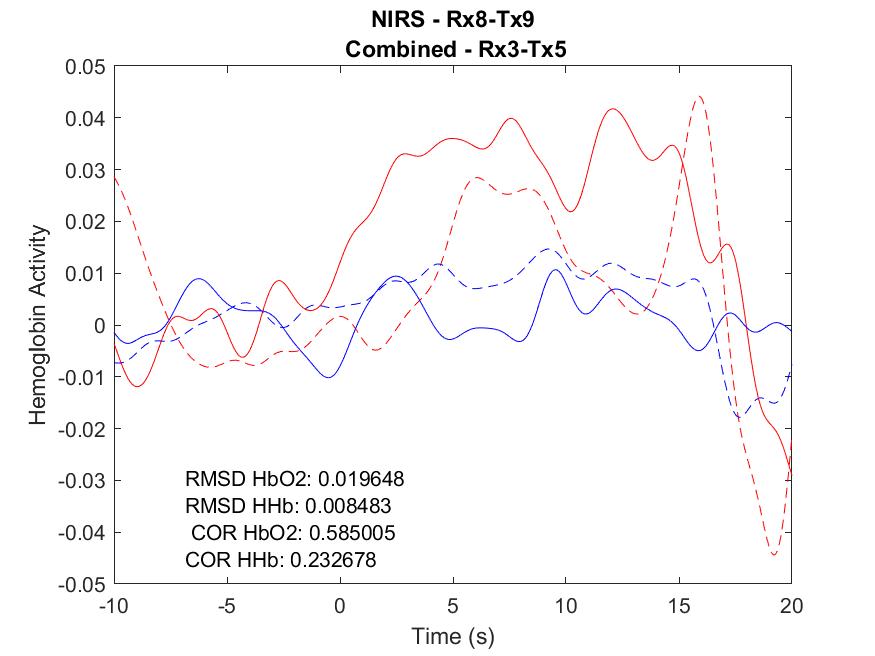 NIRS - Rx8-Tx9
Combined - Rx3-Tx5
0.05
0.04
0.03
0.02
0.01
0
-0.01
-0.02
-0.03
-0.04
-0.05
Hemoglobin Activity
RMSD HbO2: 0.019648
RMSD HHb: 0.008483
COR HbO2: 0.585005
COR HHb: 0.232678
-10 -5 0 5 10 15 20
Time (s)